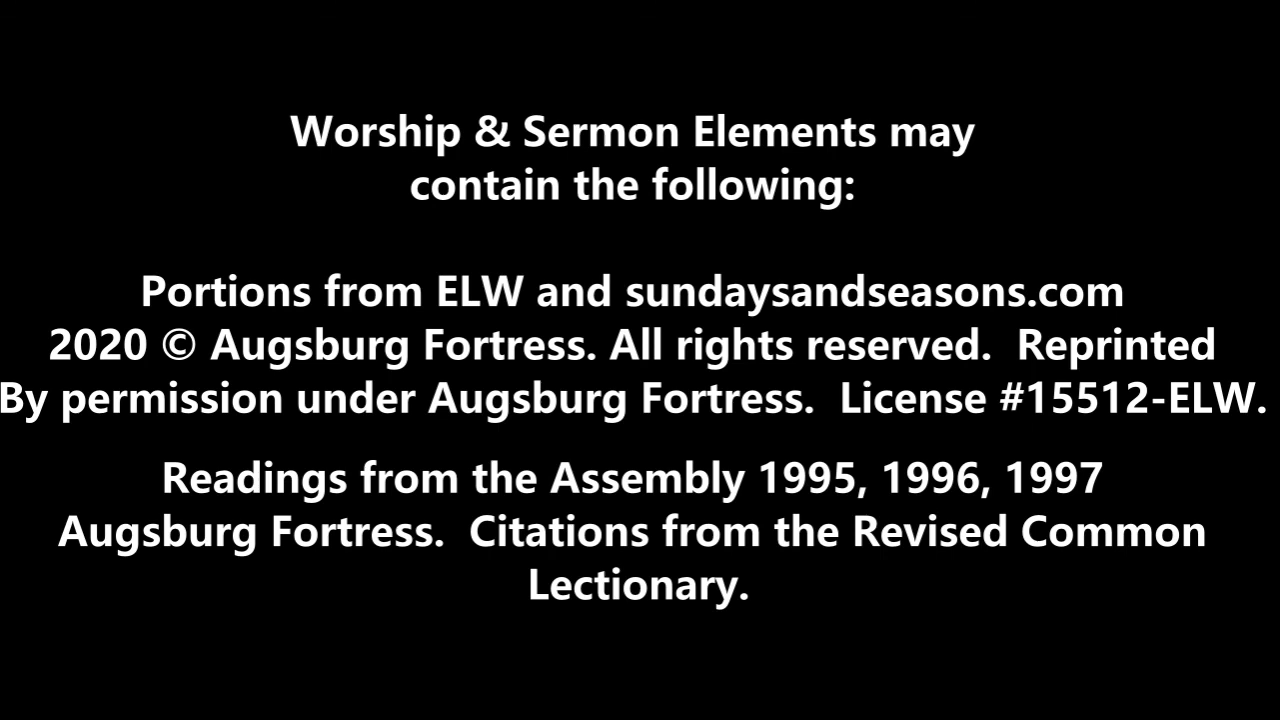 Worship & Sermon Elements may
contain the following:
Portions from ELW and sundaysandseasons.com
2020 © Augsburg Fortress. All rights reserved.  Reprinted
By permission under Augsburg Fortress.  License #15512-ELW.
Readings from the Assembly 1995, 1996, 1997
Augsburg Fortress.  Citations from the Revised Common
Lectionary.